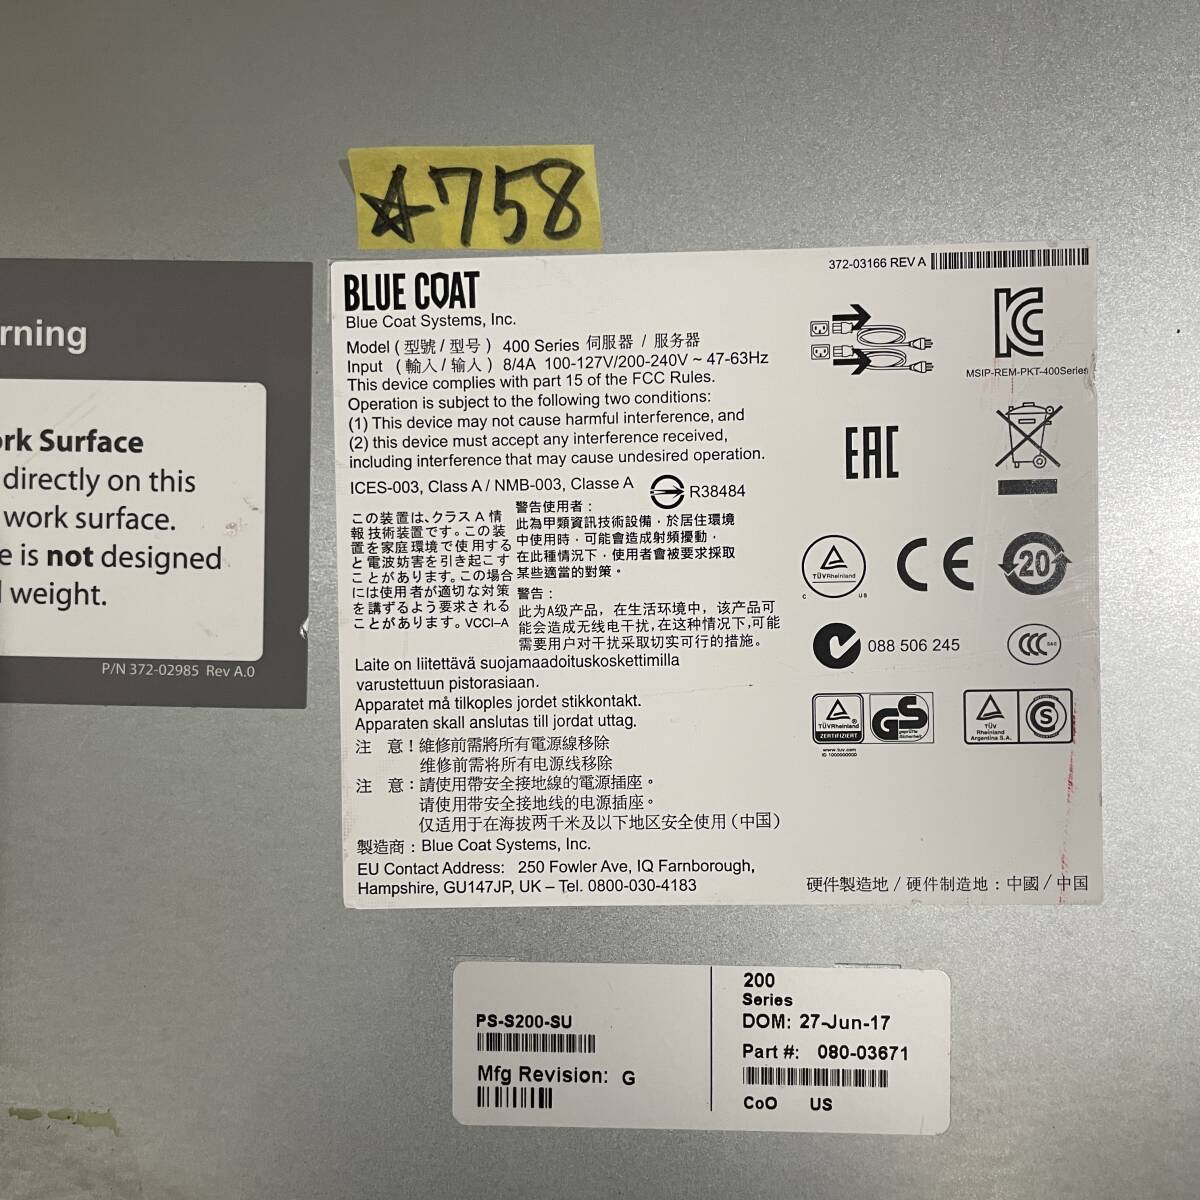 ☆758
rning
ork Surface
directly on this
work surface.
e is not designed
weight.
P/N 372-02985 Rev A.0
372-03166 REV A
BLUE COAT
Blue Coat Systems, Inc.
Model (型號/型号) 400 Series 伺服器 / 服务器
Input (輸入/输入) 8/4A 100-127V/200-240V ~ 47-63Hz
This device complies with part 15 of the FCC Rules.
Operation is subject to the following two conditions:
(1) This device may not cause harmful interference, and
(2) this device must accept any interference received,
including interference that may cause undesired operation.
ICES-003, Class A / NMB-003, Classe A
R38484
この装置は、クラスA情
報技術装置です。この装
置を家庭環境で使用する
と電波妨害を引き起こす
ことがあります。この場合
には使用者が適切な対策
を講ずるよう要求される
ことがあります。VCCI-A
警告使用者：
此為甲類資訊技術設備，於居住環境
中使用時，可能會造成射頻擾動，
在此種情況下，使用者會被要求採取
某些適當的對策。
警告：
此为A级产品，在生活环境中，该产品可
能会造成无线电干扰,在这种情况下,可能
需要用户对干扰采取切实可行的措施。
Laite on liitettävä suojamaadoituskoskettimilla
varustettuun pistorasiaan.
Apparatet må tilkoples jordet stikkontakt.
Apparaten skall anslutas till jordat uttag.
注 意！維修前需將所有電源線移除
维修前需将所有电源线移除
注 意：請使用帶安全接地線的電源插座。
请使用带安全接地线的电源插座。
仅适用于在海拔两千米及以下地区安全使用（中国）
製造商：Blue Coat Systems, Inc.
EU Contact Address: 250 Fowler Ave, IQ Farnborough,
Hampshire, GU147JP, UK – Tel. 0800-030-4183
MSIP-REM-PKT-400Series
EAC
TÜVRheinland
C US
CE
20
088 506 245
CCC
TÜVRheinland
ZERTIFIZIERT
www.tuv.com
GS
geprüfte
Sicherheit
TÜV
Rheinland
Argentina S.A.
S
硬件製造地 / 硬件制造地：中國 / 中国
PS-S200-SU
Mfg Revision: G
200
Series
DOM: 27-Jun-17
Part #: 080-03671
CoO US